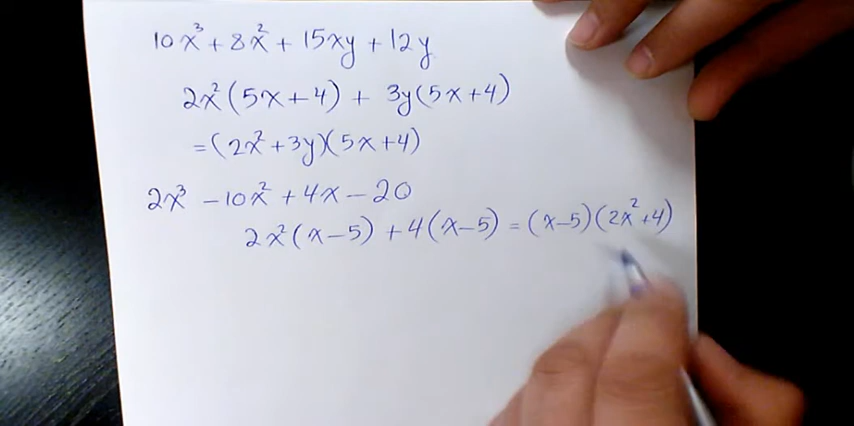 10x³ + 8x² + 15xy + 12y
2x² (5x + 4) + 3y (5x + 4)
= (2x² + 3y)(5x + 4)
2x³ − 10x² + 4x − 20
2x² (x − 5) + 4 (x − 5) = (x − 5) (2x² + 4)